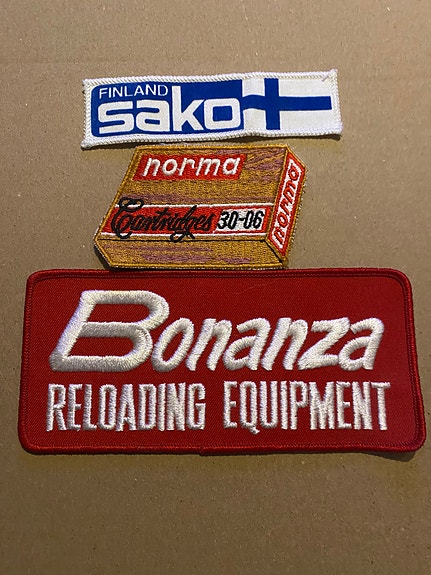 FINLAND
sako
norma
norma
Cartridges 30-06
Bonanza
RELOADING EQUIPMENT